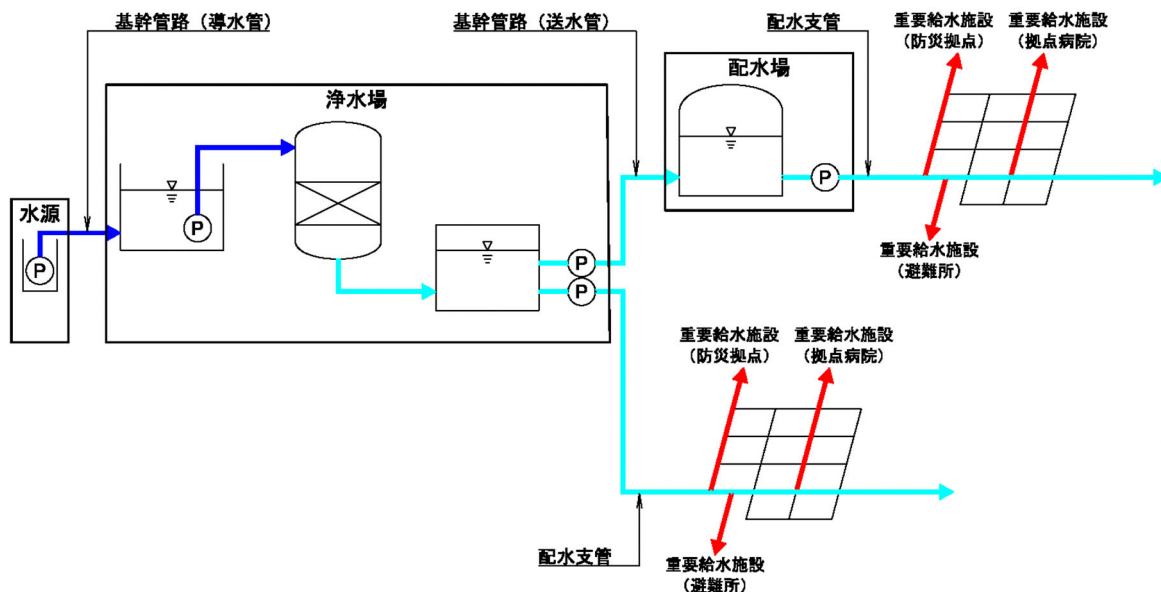 基幹管路（導水管）
基幹管路（送水管）
配水支管
重要給水施設
（防災拠点）
重要給水施設
（拠点病院）
浄水場
配水場
水源
P
P
P
P
P
重要給水施設
（避難所）
重要給水施設
（防災拠点）
重要給水施設
（拠点病院）
配水支管
重要給水施設
（避難所）